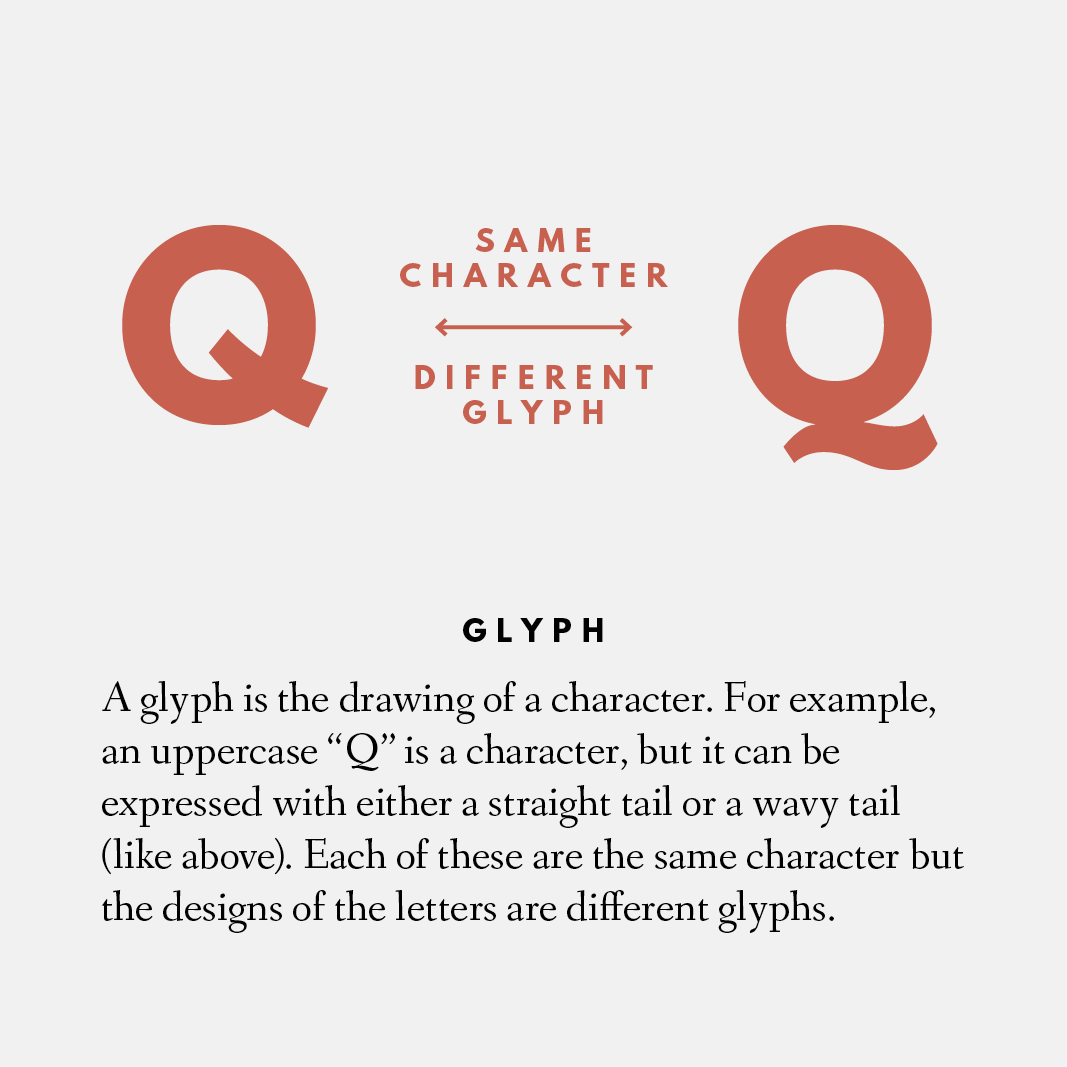 Q
SAME
CHARACTER
DIFFERENT
GLYPH
Q
GLYPH
A glyph is the drawing of a character. For example,
an uppercase “Q” is a character, but it can be
expressed with either a straight tail or a wavy tail
(like above). Each of these are the same character but
the designs of the letters are different glyphs.